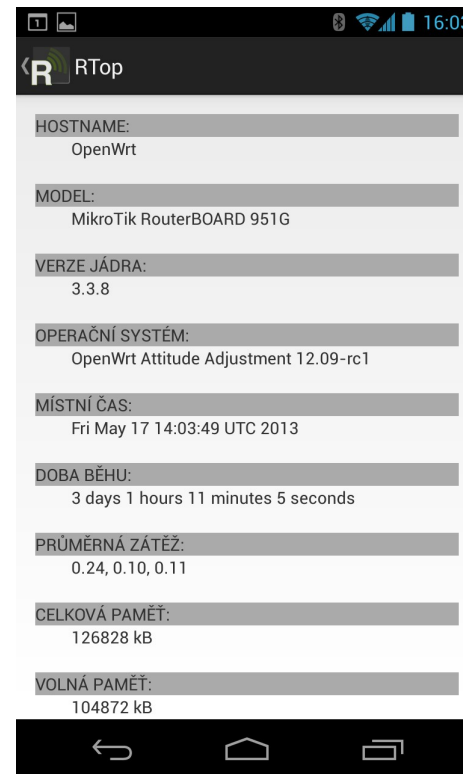 1
16:03
R RTop
HOSTNAME:
OpenWrt
MODEL:
MikroTik RouterBOARD 951G
VERZE JÁDRA:
3.3.8
OPERAČNÍ SYSTÉM:
OpenWrt Attitude Adjustment 12.09-rc1
MÍSTNÍ ČAS:
Fri May 17 14:03:49 UTC 2013
DOBA BĚHU:
3 days 1 hours 11 minutes 5 seconds
PRŮMĚRNÁ ZÁTĚŽ:
0.24, 0.10, 0.11
CELKOVÁ PAMĚŤ:
126828 kB
VOLNÁ PAMĚŤ:
104872 kB